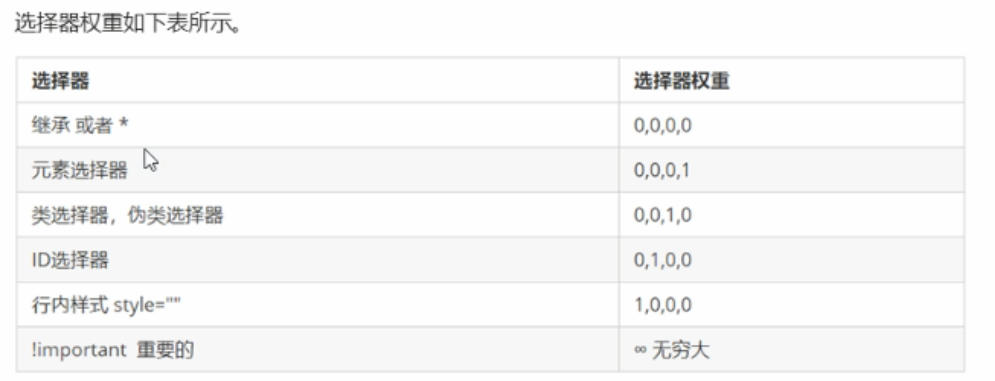 选择器权重如下表所示。
选择器 选择器权重
继承 或者 * 0,0,0,0
元素选择器 0,0,0,1
类选择器，伪类选择器 0,0,1,0
ID选择器 0,1,0,0
行内样式 style="" 1,0,0,0
!important 重要的 ∞ 无穷大